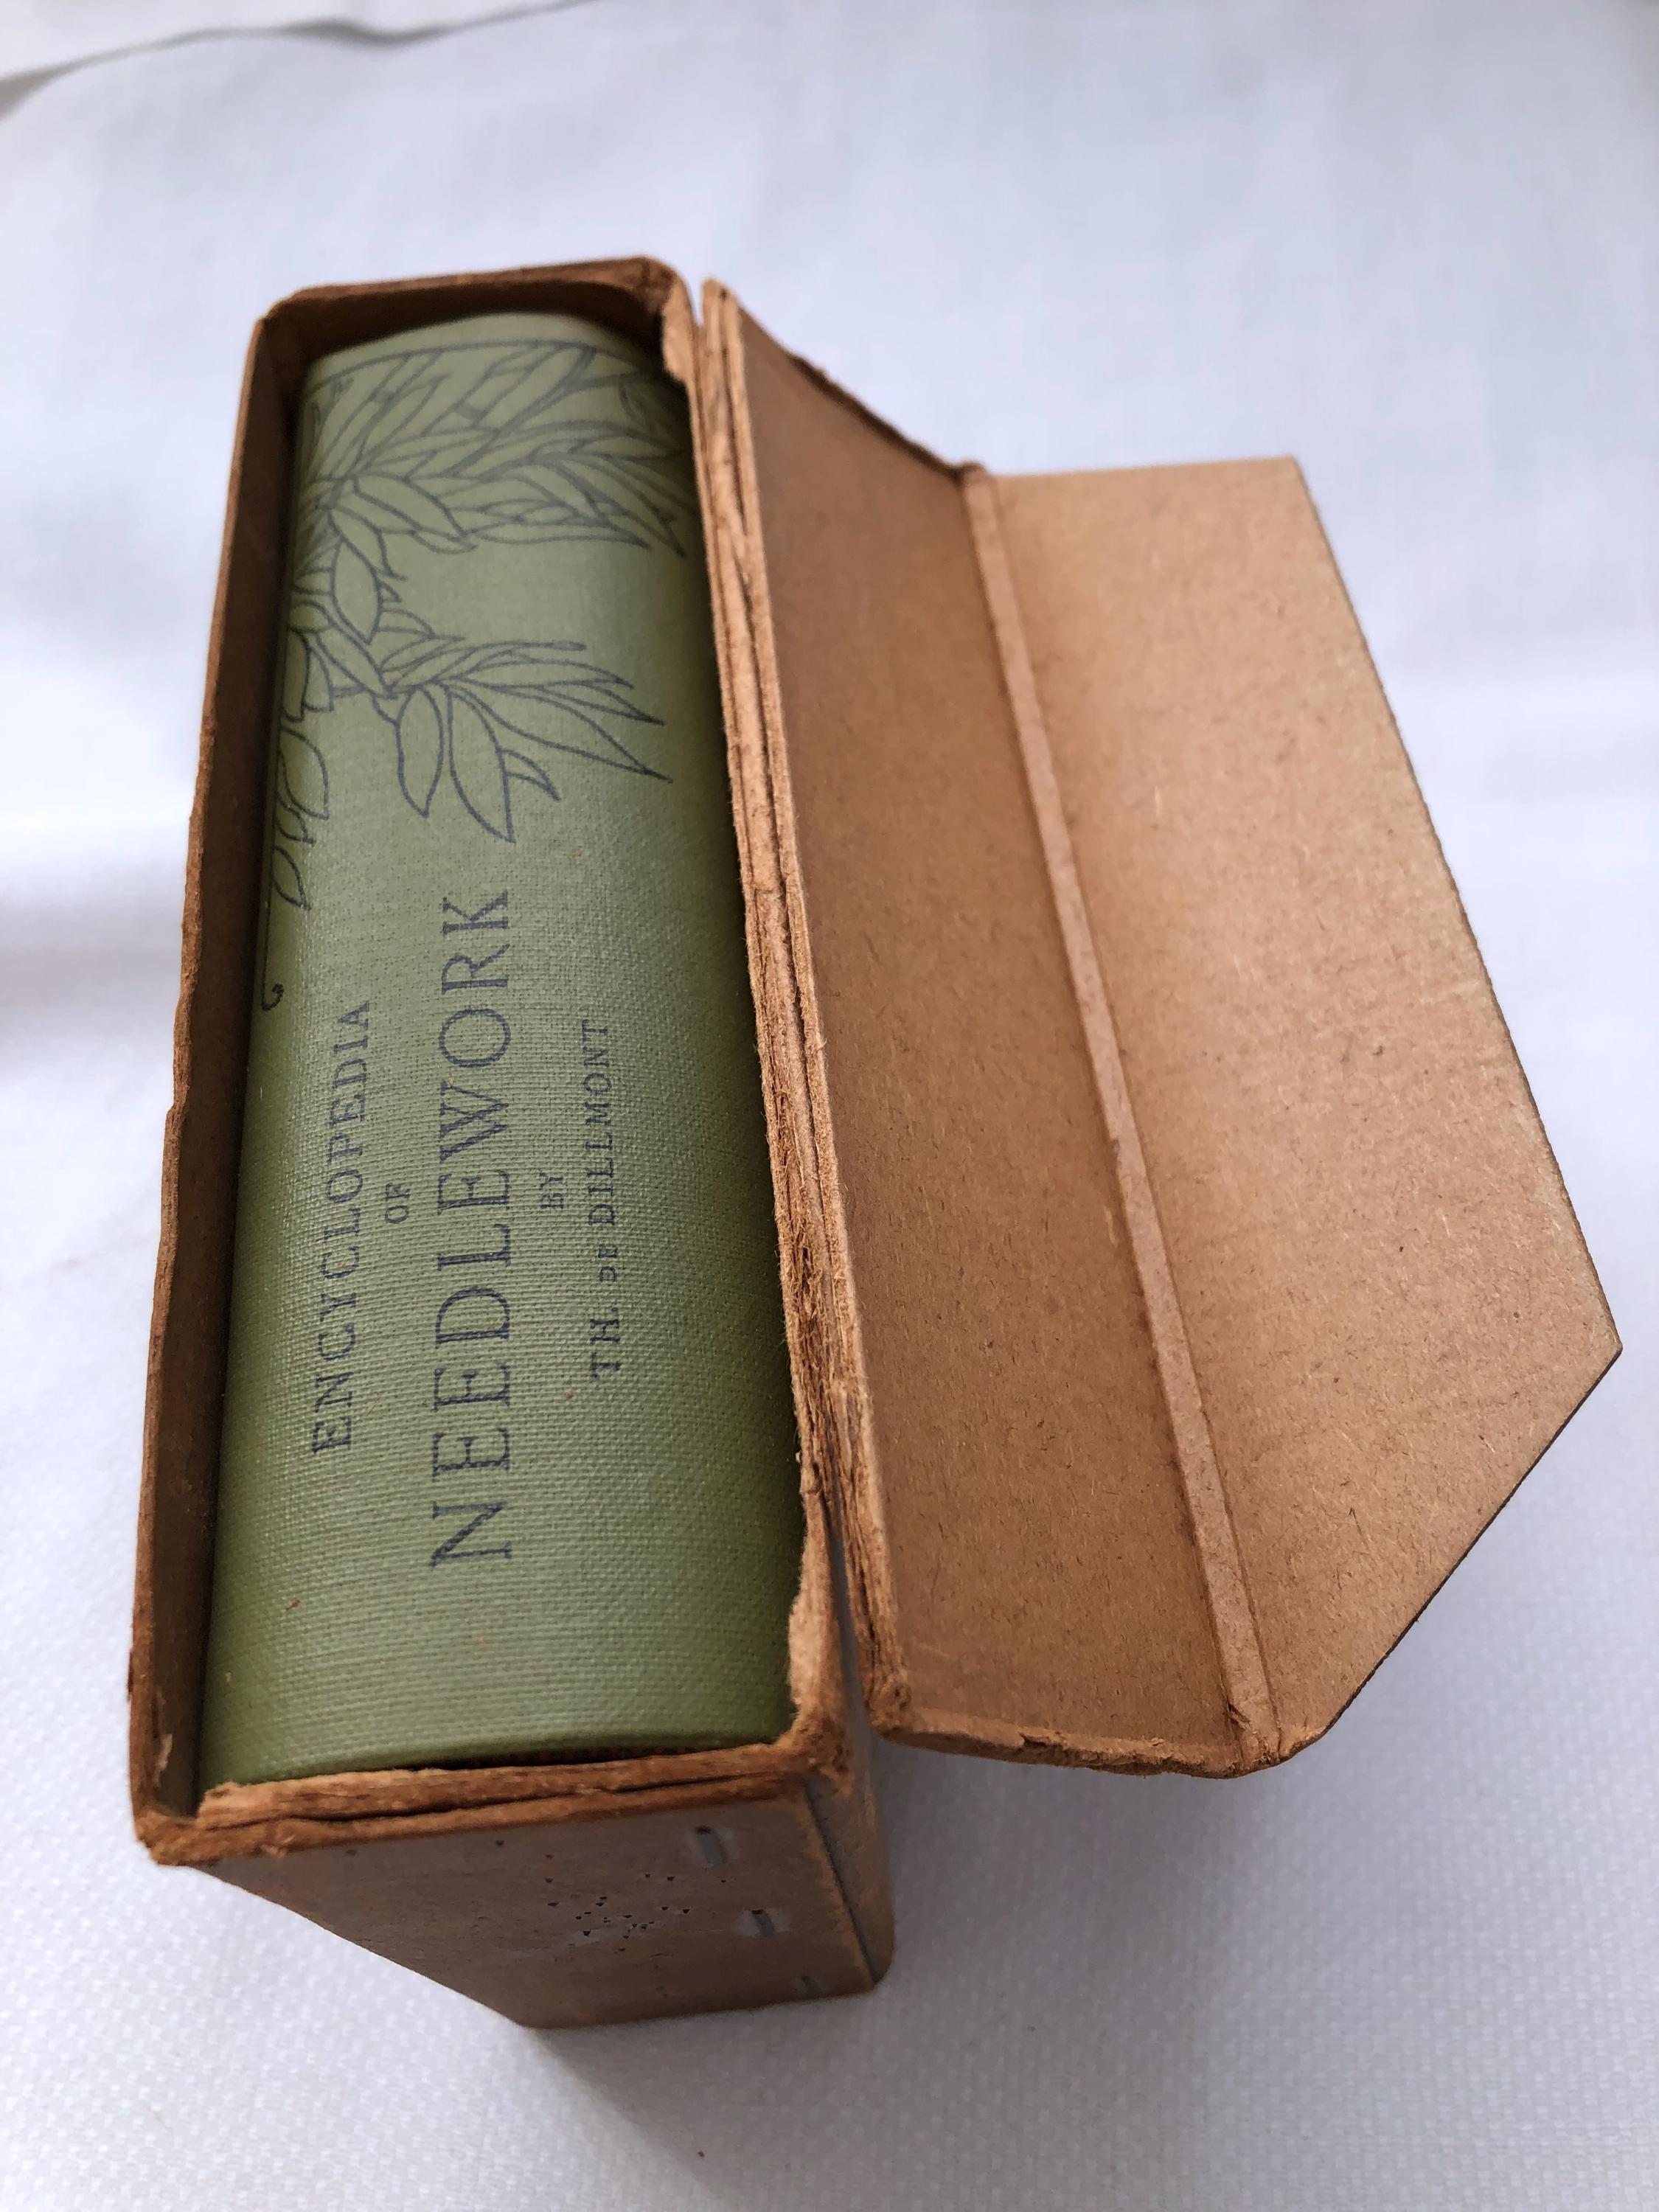 ENCYCLOPEDIA
OF
NEEDLEWORK
BY
TH. DE DILLMONT